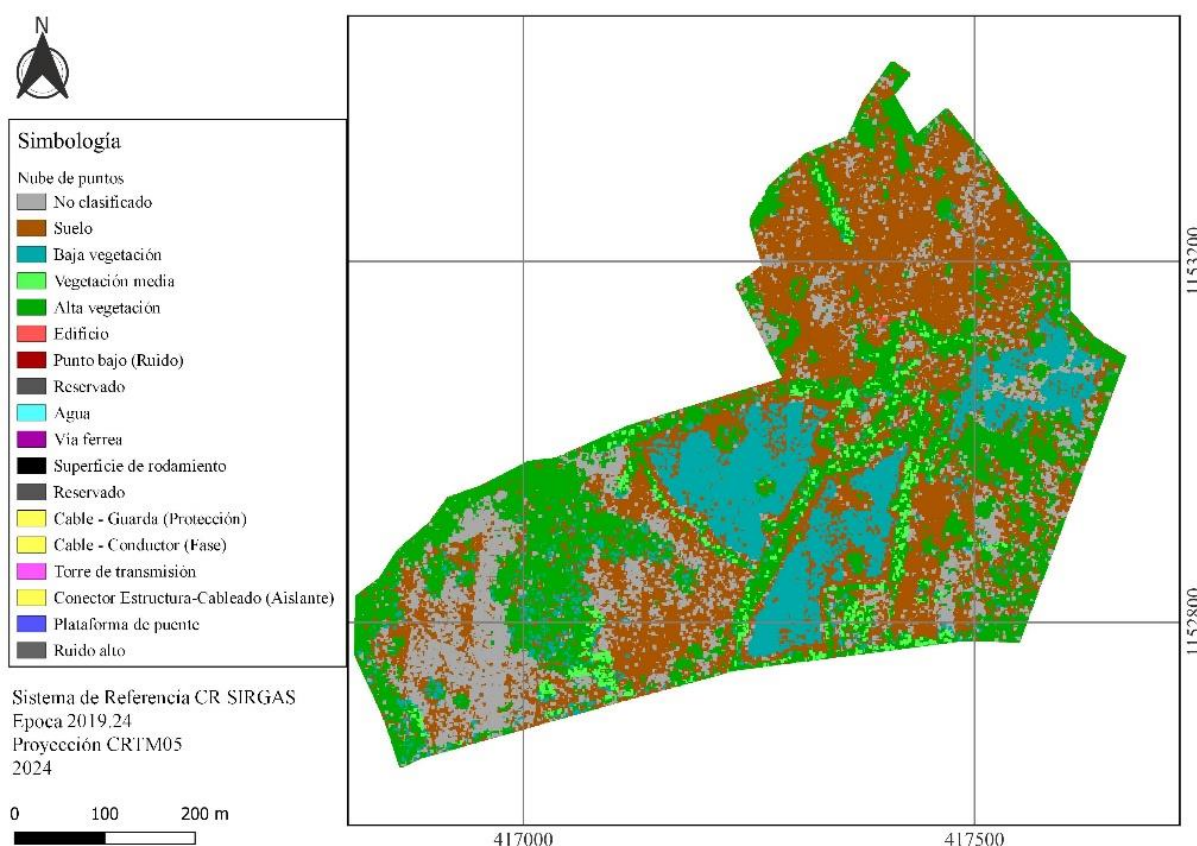 N
Simbología
Nube de puntos
No clasificado
Suelo
Baja vegetación
Vegetación media
Alta vegetación
Edificio
Punto bajo (Ruido)
Reservado
Agua
Via ferrea
Superficie de rodamiento
Reservado
Cable - Guarda (Protección)
Cable - Conductor (Fase)
Torre de transmisión
Conector Estructura-Cableado (Aislante)
Plataforma de puente
Ruido alto
Sistema de Referencia CR SIRGAS
Epoca 2019.24
Proyección CRTM05
2024
0 100 200 m
1153200
1152800
417000 417500